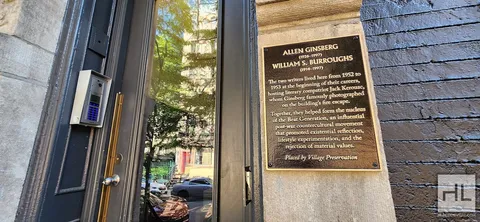 ALLEN GINSBERG
(1926–1997)
WILLIAM S. BURROUGHS
(1914–1997)
The two writers lived here from 1952 to
1953 at the beginning of their careers,
hosting literary compatriot Jack Kerouac,
whom Ginsberg famously photographed
on the building's fire escape.
Together, they helped form the nucleus
of the Beat Generation, an influential
post-war countercultural movement
that promoted existential reflection,
lifestyle experimentation, and the
rejection of material values.
Placed by Village Preservation
HL